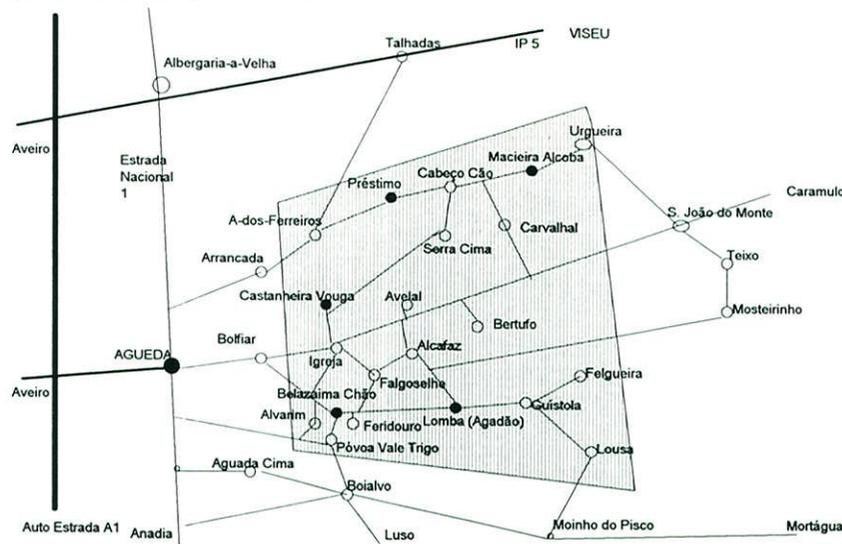 VISEU
Talhadas
IP 5
Albergaria-a-Velha
Aveiro
Estrada
Nacional
1
Urgueira
Macieira Alcoba
Cabeço Cão
Préstimo
Caramulo
S. João do Monte
A-dos-Ferreiros
Carvalhal
Serra Cima
Arrancada
Teixo
Castanheira Vouga
Avelal
Mosteirinho
Bertufo
Bolfiar
Alcafaz
AGUEDA
Igreja
Felgueira
Falgoselhe
Aveiro
Belazaima Chão
Guístola
Alvarim
Feridouro
Lomba (Agadão)
Póvoa Vale Trigo
Lousa
Aguada Cima
Boialvo
Auto Estrada A1
Anadia
Luso
Moinho do Pisco
Mortágua